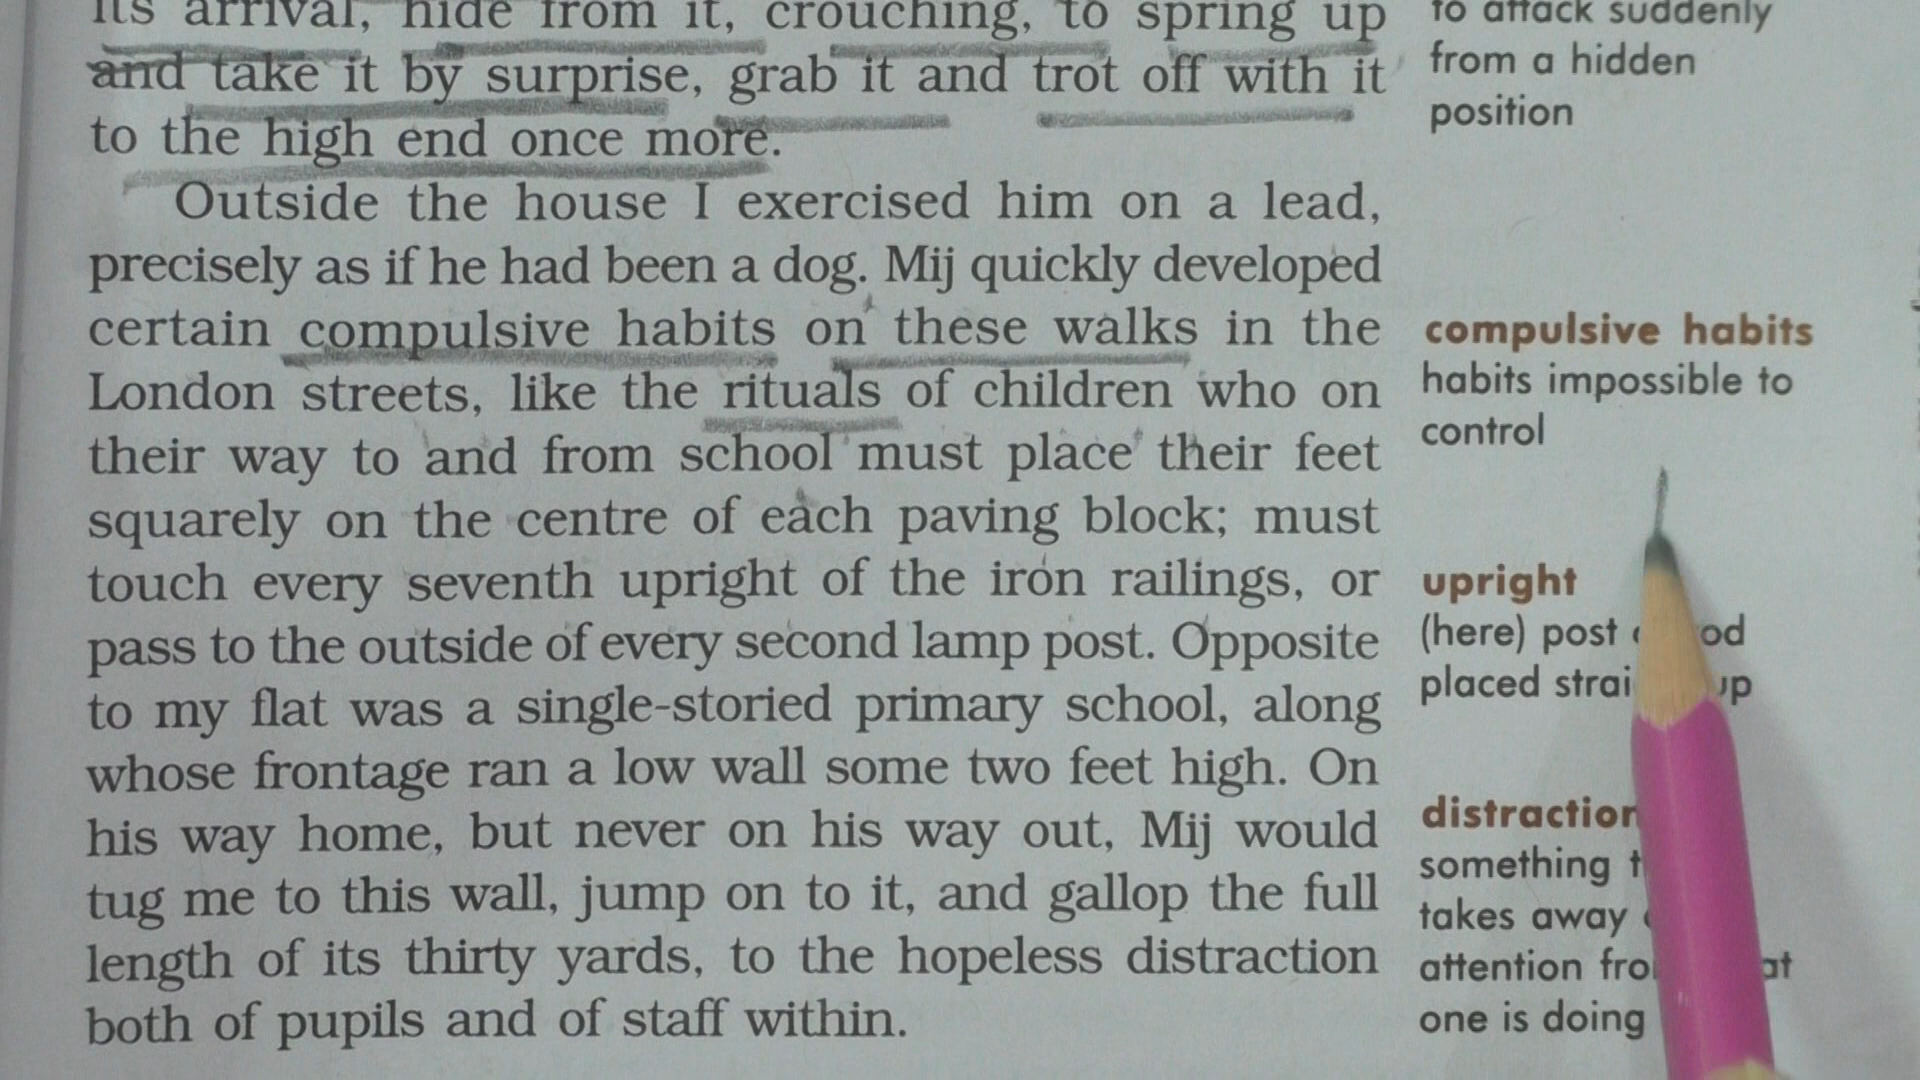 its arrival, hide from it, crouching, to spring up
and take it by surprise, grab it and trot off with it
to the high end once more.
Outside the house I exercised him on a lead,
precisely as if he had been a dog. Mij quickly developed
certain compulsive habits on these walks in the
London streets, like the rituals of children who on
their way to and from school must place their feet
squarely on the centre of each paving block; must
touch every seventh upright of the iron railings, or
pass to the outside of every second lamp post. Opposite
to my flat was a single-storied primary school, along
whose frontage ran a low wall some two feet high. On
his way home, but never on his way out, Mij would
tug me to this wall, jump on to it, and gallop the full
length of its thirty yards, to the hopeless distraction
both of pupils and of staff within.
to attack suddenly
from a hidden
position
compulsive habits
habits impossible to
control
upright
(here) post
placed up
distraction
something
takes away
attention
one is doing